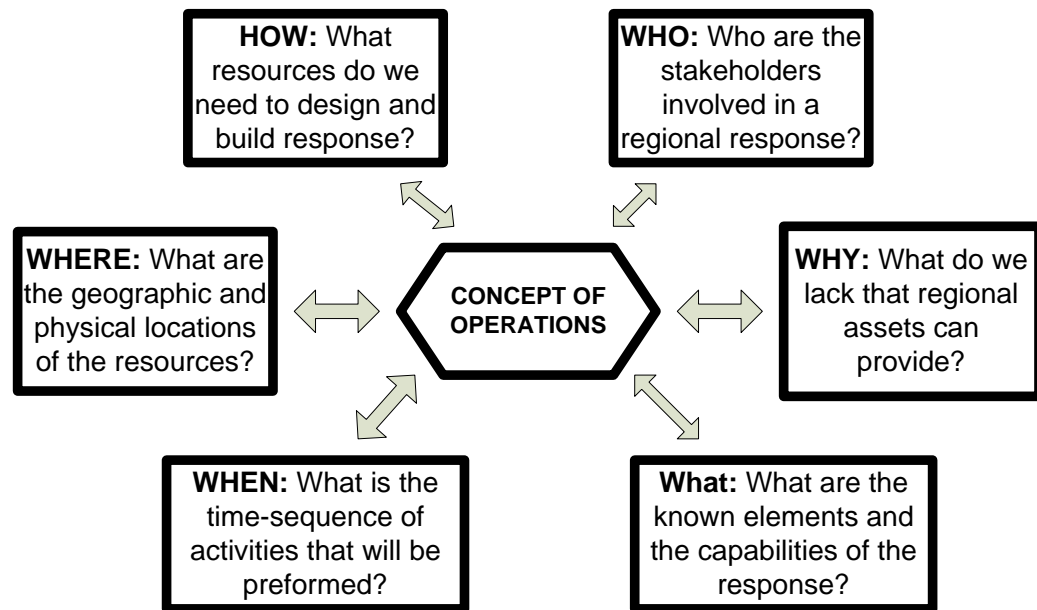 HOW: What
resources do we
need to design and
build response?
WHO: Who are the
stakeholders
involved in a
regional response?
WHERE: What are
the geographic and
physical locations
of the resources?
CONCEPT OF
OPERATIONS
WHY: What do we
lack that regional
assets can
provide?
WHEN: What is the
time-sequence of
activities that will be
preformed?
What: What are the
known elements and
the capabilities of the
response?